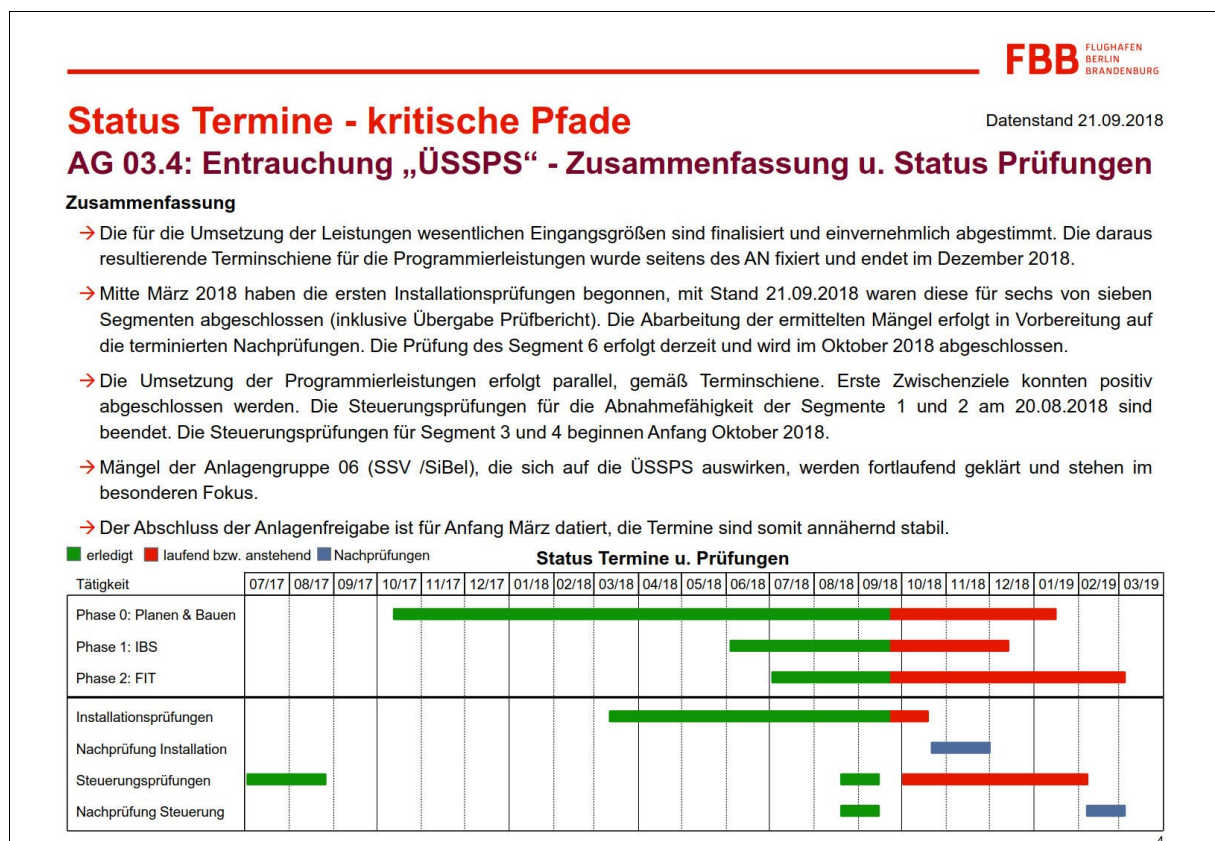 FBB FLUGHAFEN
BERLIN
BRANDENBURG
Status Termine - kritische Pfade
Datenstand 21.09.2018
AG 03.4: Entrauchung „ÜSSPS“ - Zusammenfassung u. Status Prüfungen
Zusammenfassung
→ Die für die Umsetzung der Leistungen wesentlichen Eingangsgrößen sind finalisiert und einvernehmlich abgestimmt. Die daraus
resultierende Terminschiene für die Programmierleistungen wurde seitens des AN fixiert und endet im Dezember 2018.
→ Mitte März 2018 haben die ersten Installationsprüfungen begonnen, mit Stand 21.09.2018 waren diese für sechs von sieben
Segmenten abgeschlossen (inklusive Übergabe Prüfbericht). Die Abarbeitung der ermittelten Mängel erfolgt in Vorbereitung auf
die terminierten Nachprüfungen. Die Prüfung des Segment 6 erfolgt derzeit und wird im Oktober 2018 abgeschlossen.
→ Die Umsetzung der Programmierleistungen erfolgt parallel, gemäß Terminschiene. Erste Zwischenziele konnten positiv
abgeschlossen werden. Die Steuerungsprüfungen für die Abnahmefähigkeit der Segmente 1 und 2 am 20.08.2018 sind
beendet. Die Steuerungsprüfungen für Segment 3 und 4 beginnen Anfang Oktober 2018.
→ Mängel der Anlagengruppe 06 (SSV /SiBel), die sich auf die ÜSSPS auswirken, werden fortlaufend geklärt und stehen im
besonderen Fokus.
→ Der Abschluss der Anlagenfreigabe ist für Anfang März datiert, die Termine sind somit annähernd stabil.
erledigt laufend bzw. anstehend Nachprüfungen
Status Termine u. Prüfungen
Tätigkeit 07/17 08/17 09/17 10/17 11/17 12/17 01/18 02/18 03/18 04/18 05/18 06/18 07/18 08/18 09/18 10/18 11/18 12/18 01/19 02/19 03/19
Phase 0: Planen & Bauen
Phase 1: IBS
Phase 2: FIT
Installationsprüfungen
Nachprüfung Installation
Steuerungsprüfungen
Nachprüfung Steuerung